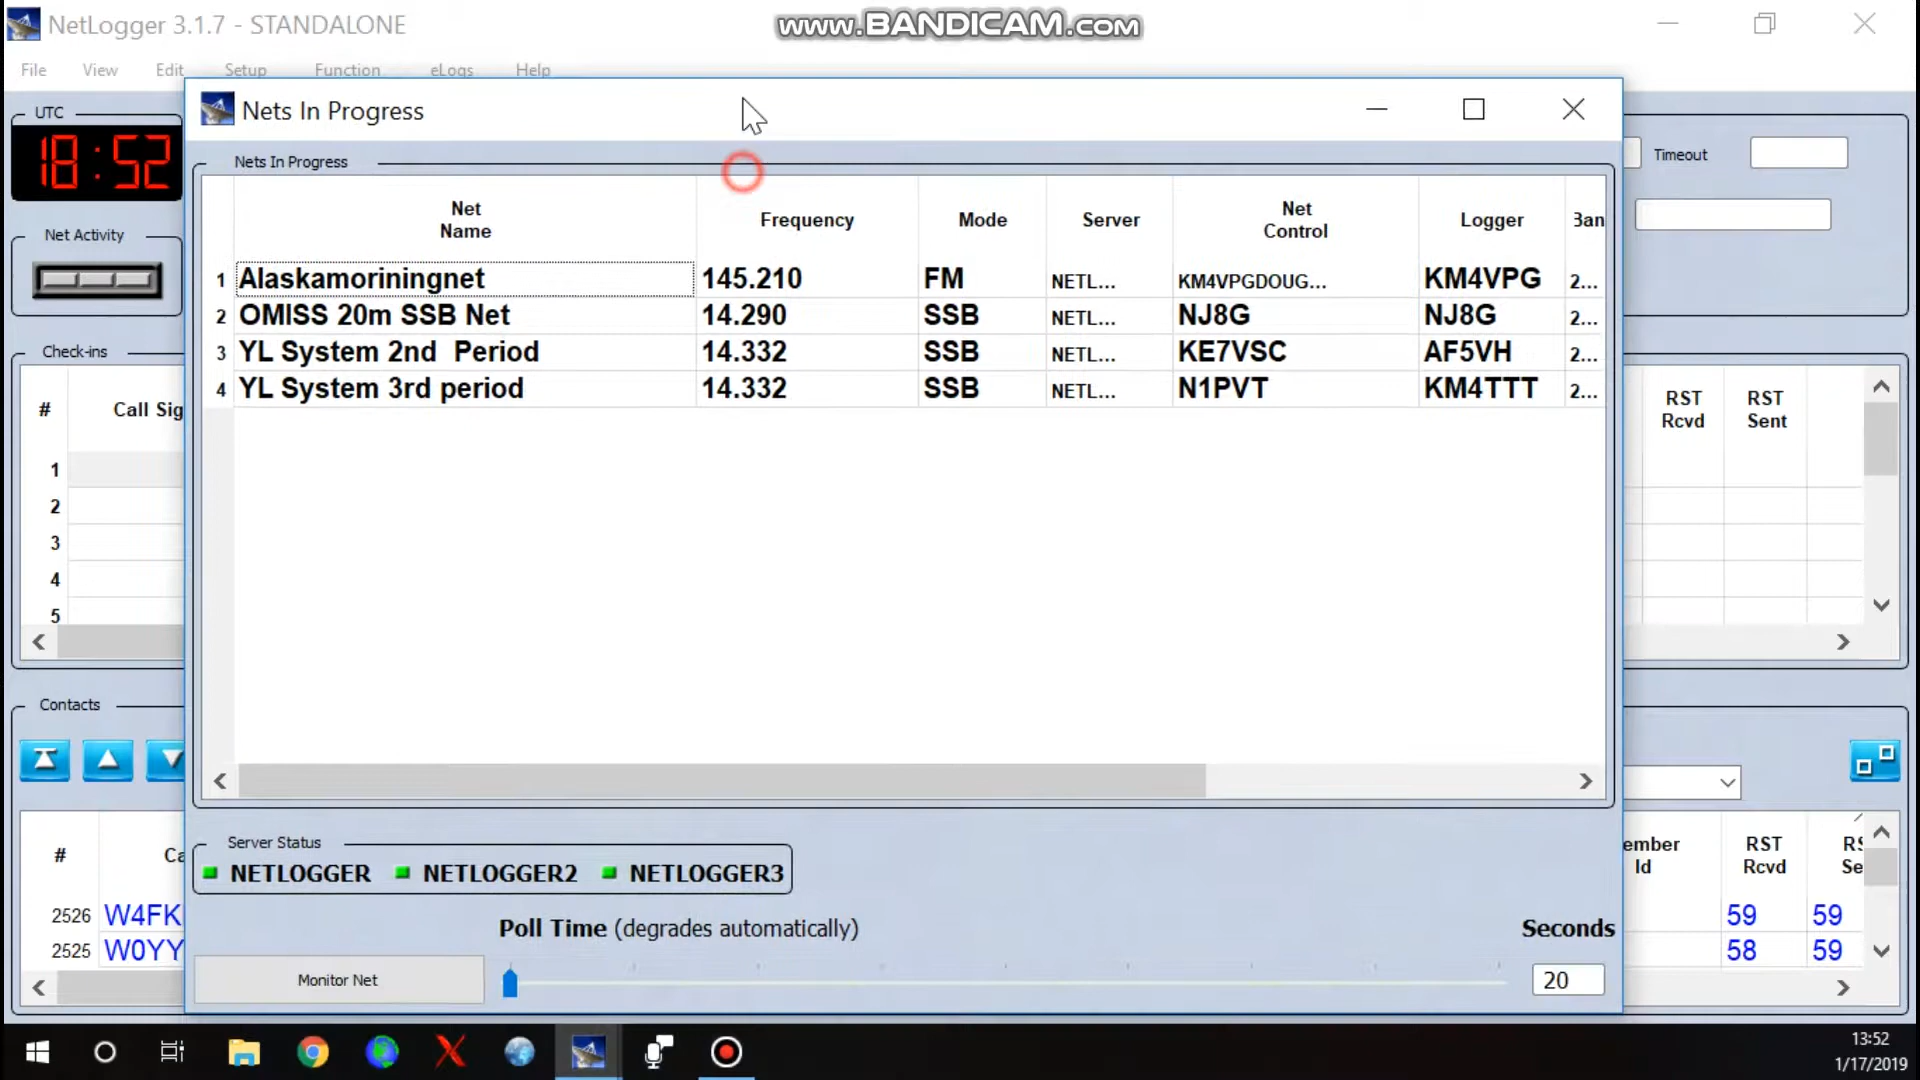 NetLogger 3.1.7 - STANDALONE
www.BANDICAM.com
File View Edit Setup Function eLogs Help
UTC
18:52
Net Activity
Nets In Progress
Nets In Progress
Timeout
Net Name Frequency Mode Server Net Control Logger Ban
1 Alaskamoriningnet 145.210 FM NETL... KM4VPGDOUG... KM4VPG 2...
2 OMISS 20m SSB Net 14.290 SSB NETL... NJ8G NJ8G 2...
3 YL System 2nd Period 14.332 SSB NETL... KE7VSC AF5VH 2...
4 YL System 3rd period 14.332 SSB NETL... N1PVT KM4TTT 2...
Check-ins
# Call Sig RST Rcvd RST Sent
1
2
3
4
5
Contacts
# Ca ember Id RST Rcvd RS Se
2526 W4FK 59 59
2525 W0YY 58 59
Server Status
NETLOGGER NETLOGGER2 NETLOGGER3
Poll Time (degrades automatically) Seconds
Monitor Net 20
13:52
1/17/2019